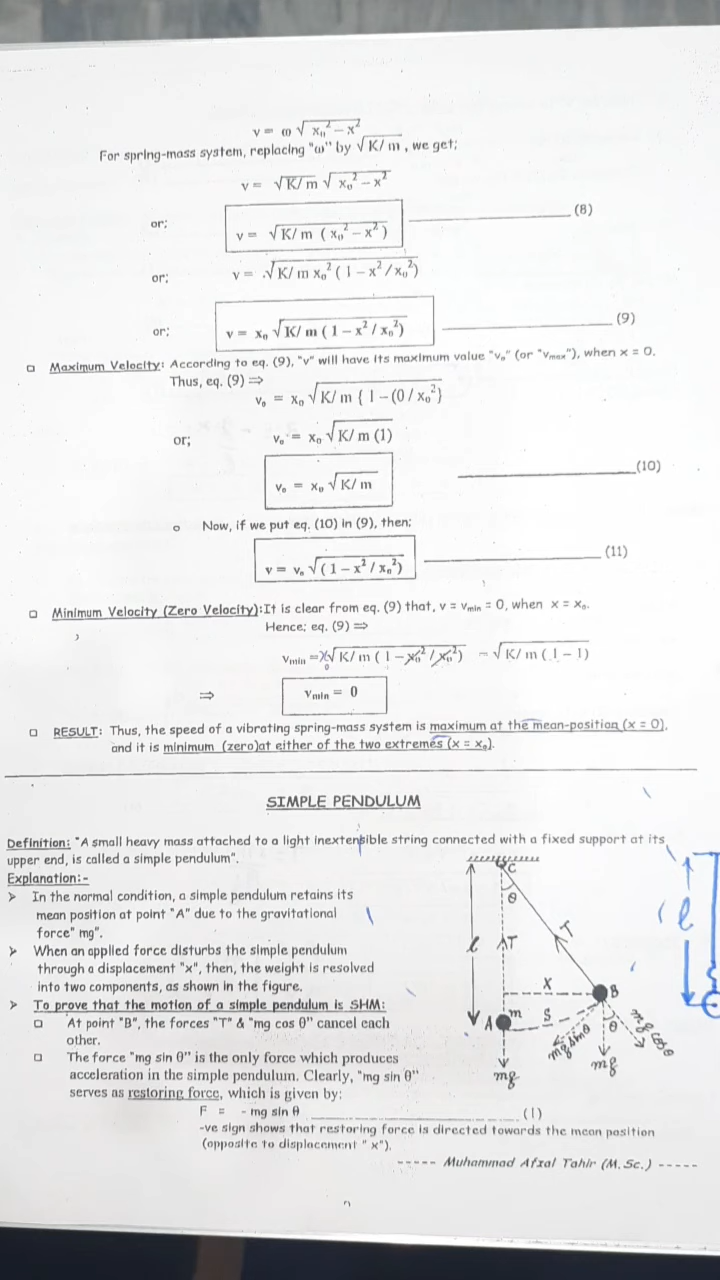 v = ω √ x₀² – x²
For spring-mass system, replacing "ω" by √K/m , we get;
v = √K/m √ x₀² – x²
or; v = √K/m ( x₀² – x² ) (8)
or; v = √K/m x₀² ( 1 – x² / x₀²)
or; v = x₀ √K/m ( 1 – x² / x₀²) (9)
□ Maximum Velocity: According to eq. (9), "v" will have its maximum value "v₀" (or "vmax"), when x = 0.
Thus, eq. (9) ⇒
v₀ = x₀ √K/m { 1 – (0 / x₀²}
or; v₀ = x₀ √K/m (1)
v₀ = x₀ √K/m (10)
o Now, if we put eq. (10) in (9), then;
v = v₀ √( 1 – x² / x₀²) (11)
□ Minimum Velocity (Zero Velocity): It is clear from eq. (9) that, v = vmin = 0, when x = x₀.
Hence; eq. (9) ⇒
vmin = x₀ √K/m ( 1 – x₀² / x₀²) = √K/m ( 1 – 1)
⇒ vmin = 0
□ RESULT: Thus, the speed of a vibrating spring-mass system is maximum at the mean-position (x = 0),
and it is minimum (zero)at either of the two extremes (x = x₀).
SIMPLE PENDULUM
Definition: "A small heavy mass attached to a light inextensible string connected with a fixed support at its
upper end, is called a simple pendulum".
Explanation:-
➢ In the normal condition, a simple pendulum retains its
mean position at point "A" due to the gravitational
force" mg".
➢ When an applied force disturbs the simple pendulum
through a displacement "x", then, the weight is resolved
into two components, as shown in the figure.
➢ To prove that the motion of a simple pendulum is SHM:
□ At point "B", the forces "T" & "mg cos θ" cancel each
other.
□ The force "mg sin θ" is the only force which produces
acceleration in the simple pendulum. Clearly, "mg sin θ"
serves as restoring force, which is given by:
F = - mg sin θ (1)
-ve sign shows that restoring force is directed towards the mean position
(opposite to displacement " x").
----- Muhammad Afzal Tahir (M. Sc.) -----
C
θ
l
T
T
X
B
A
m
S
θ
mg sinθ
mg cosθ
mg
mg
l